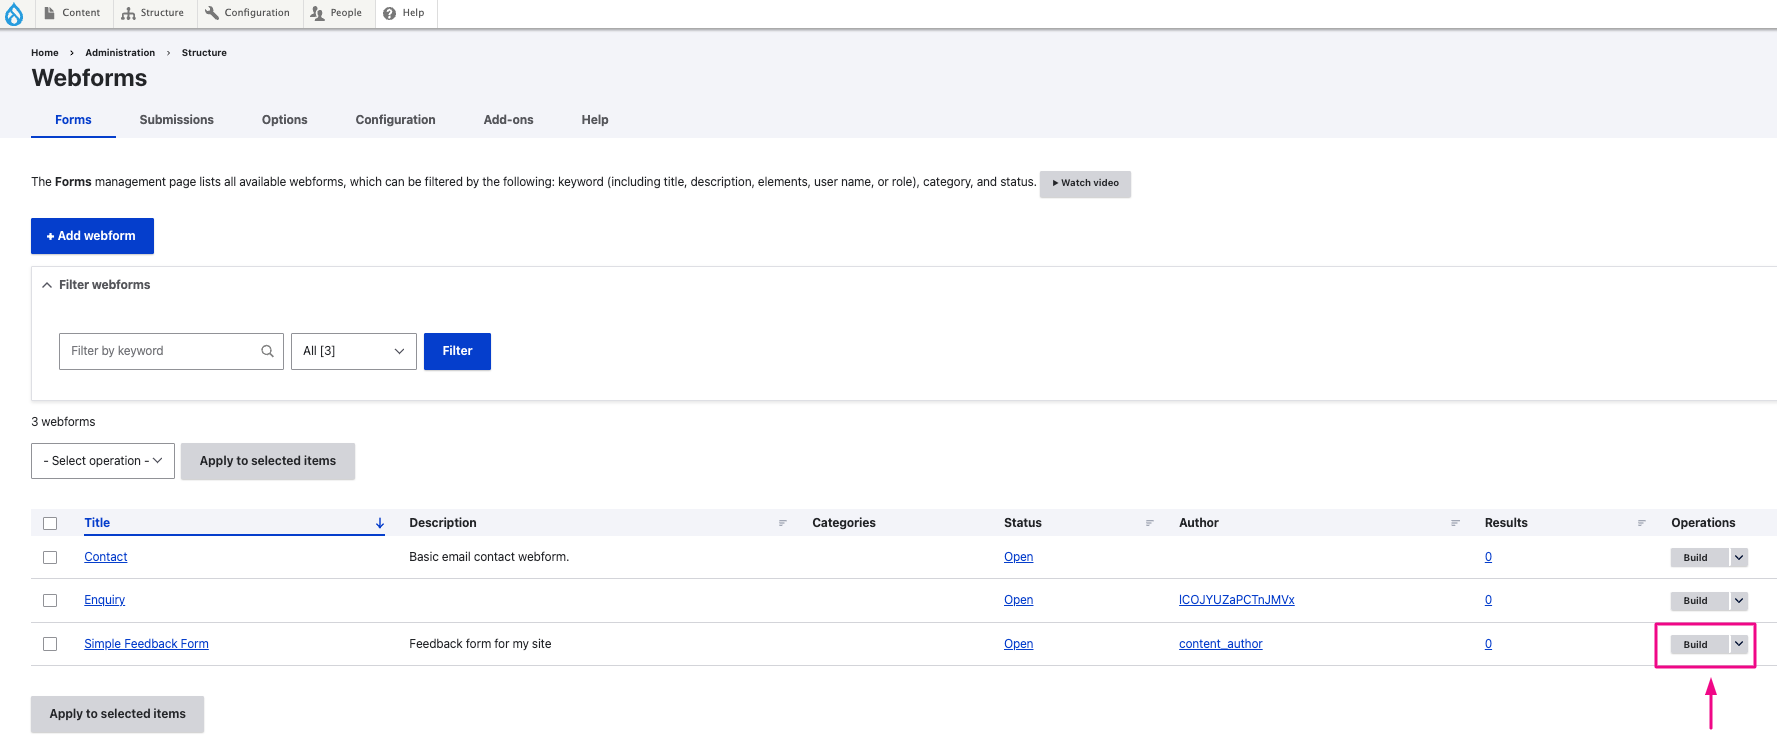 Content Structure Configuration People Help
Home › Administration › Structure
Webforms
Forms Submissions Options Configuration Add-ons Help
The Forms management page lists all available webforms, which can be filtered by the following: keyword (including title, description, elements, user name, or role), category, and status. Watch video
+ Add webform
Filter webforms
Filter by keyword All [3] Filter
3 webforms
- Select operation - Apply to selected items
Title Description Categories Status Author Results Operations
Contact Basic email contact webform. Open 0 Build
Enquiry Open ICOJYUZaPCTnJMVx 0 Build
Simple Feedback Form Feedback form for my site Open content_author 0 Build
Apply to selected items